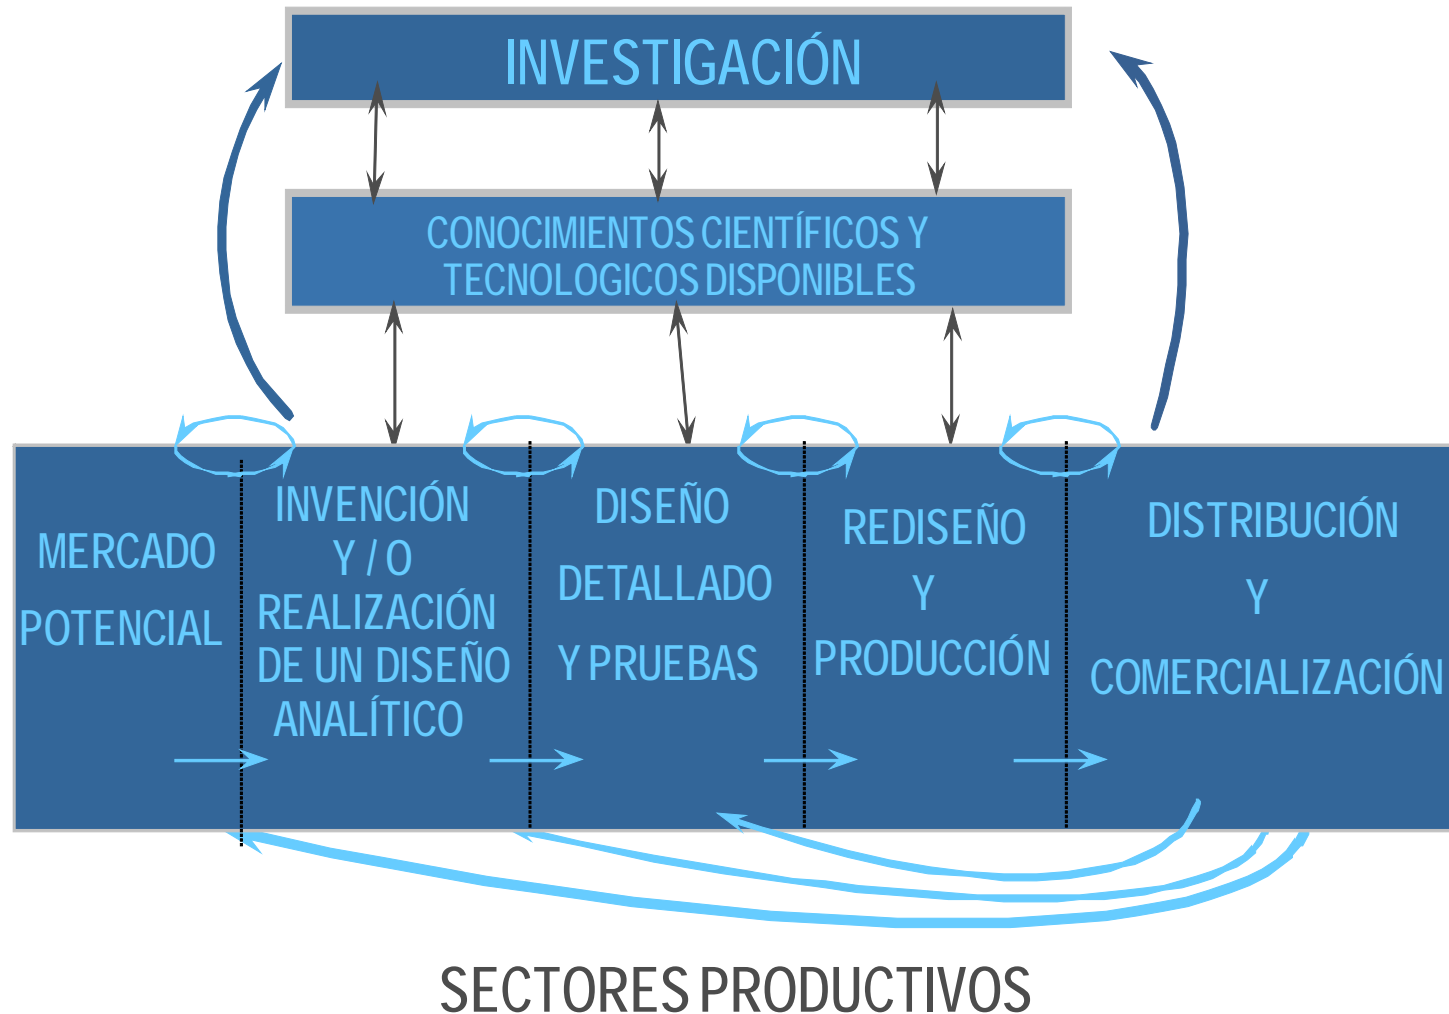 INVESTIGACIÓN
CONOCIMIENTOS CIENTÍFICOS Y
TECNOLOGICOS DISPONIBLES
MERCADO
POTENCIAL
INVENCIÓN
Y / O
REALIZACIÓN
DE UN DISEÑO
ANALÍTICO
DISEÑO
DETALLADO
Y PRUEBAS
REDISEÑO
Y
PRODUCCIÓN
DISTRIBUCIÓN
Y
COMERCIALIZACIÓN
SECTORES PRODUCTIVOS